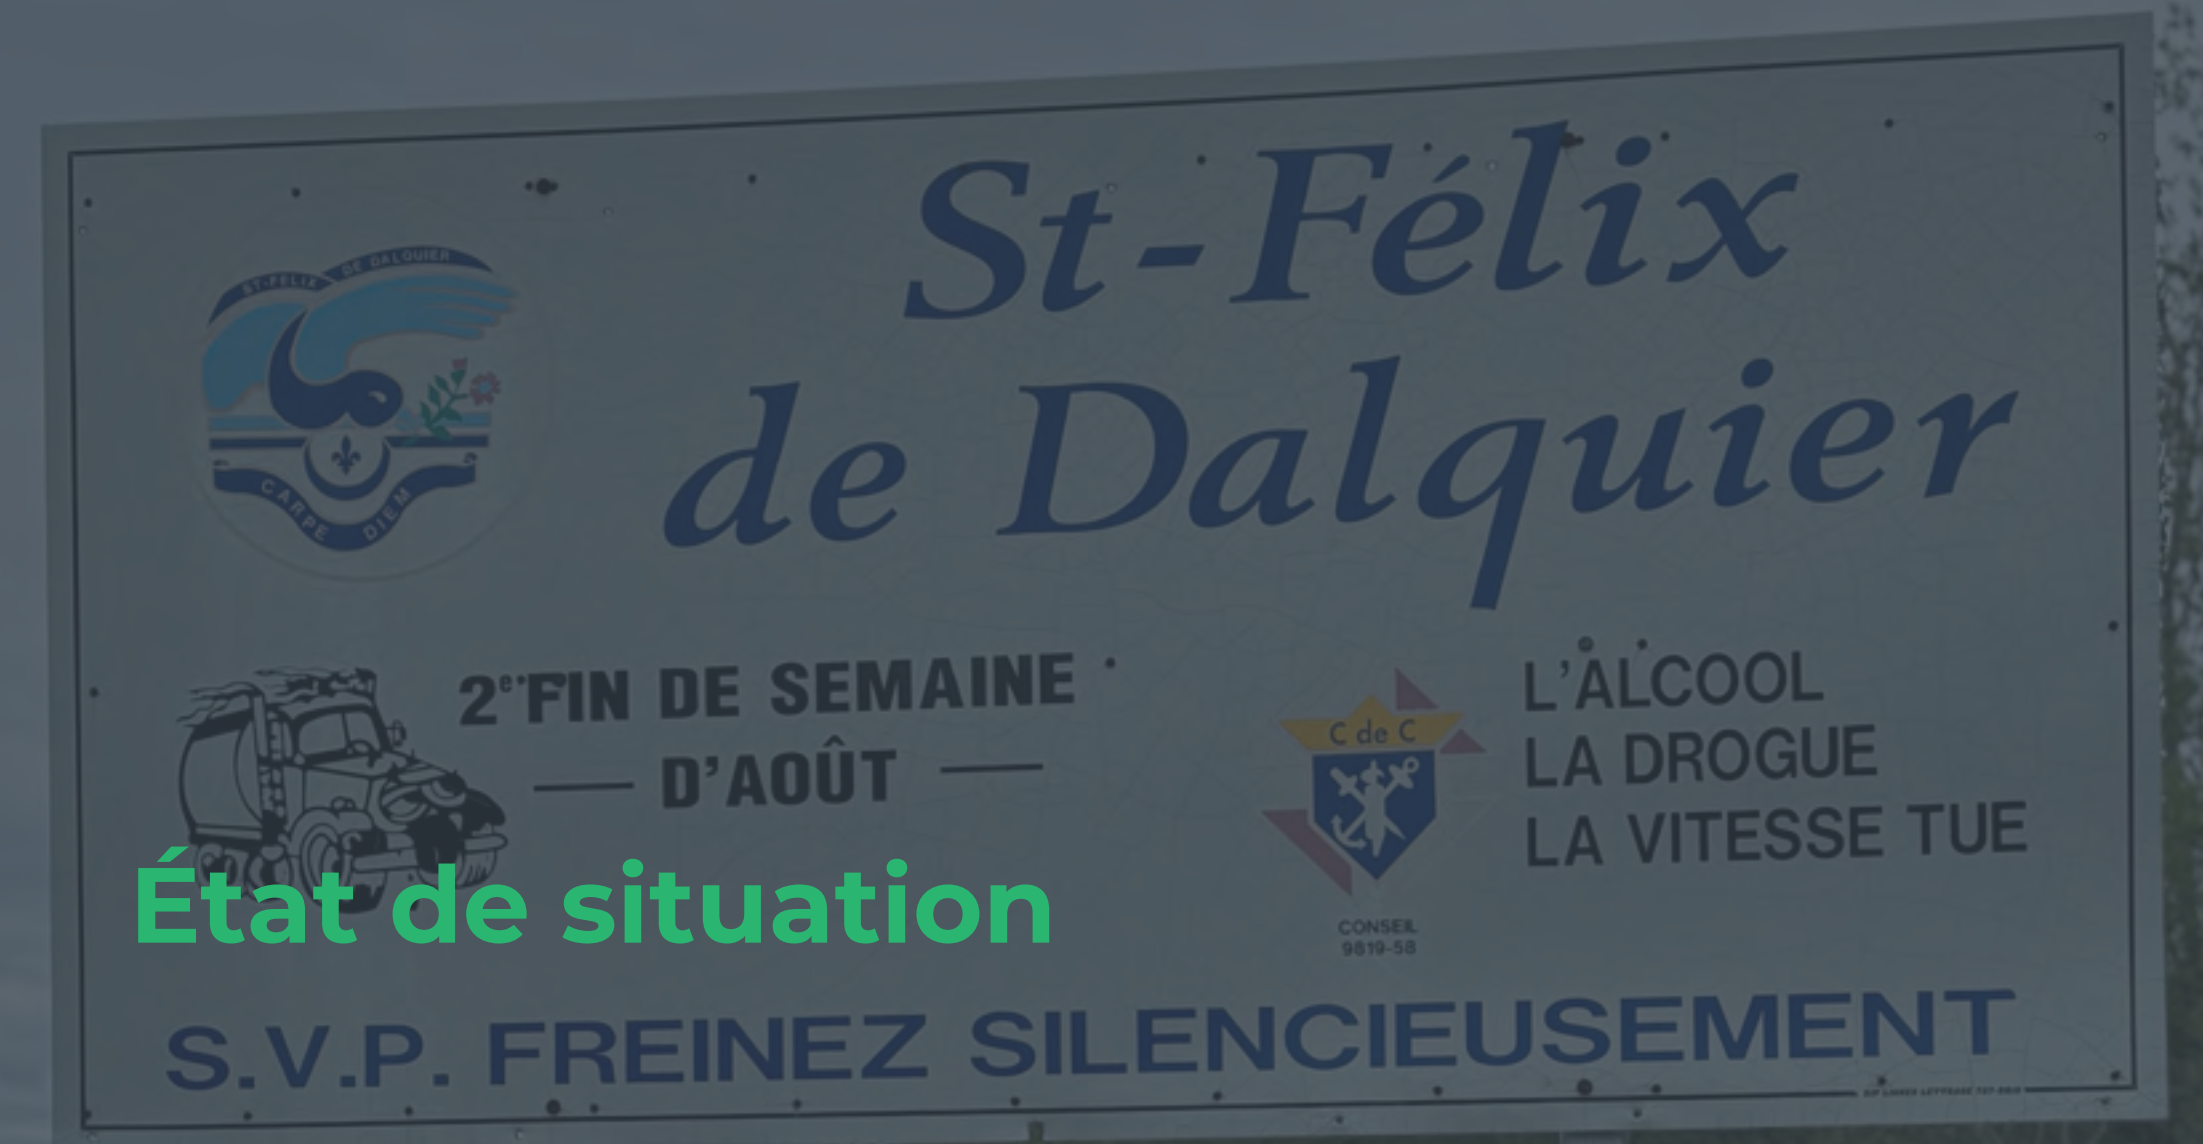 St-Félix
de Dalquier
ST-FÉLIX DE DALQUIER
CARPE DIEM
2e FIN DE SEMAINE
D'AOÛT
C de C
CONSEIL
9819-58
L'ALCOOL
LA DROGUE
LA VITESSE TUE
État de situation
S.V.P. FREINEZ SILENCIEUSEMENT